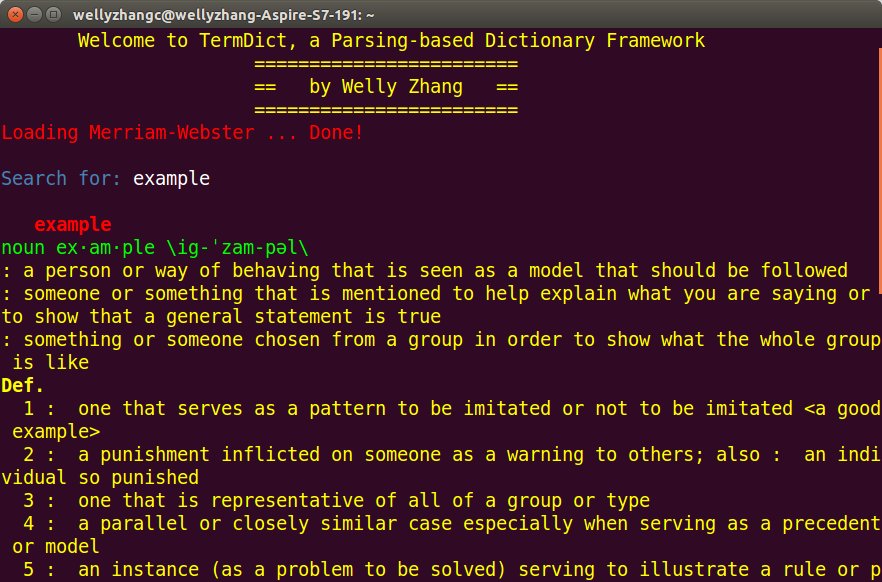 wellyzhangc@wellyzhang-Aspire-S7-191: ~
Welcome to TermDict, a Parsing-based Dictionary Framework
========================
==   by Welly Zhang   ==
========================
Loading Merriam-Webster ... Done!
Search for: example
example
noun ex·am·ple \ig-ˈzam-pəl\
: a person or way of behaving that is seen as a model that should be followed
: someone or something that is mentioned to help explain what you are saying or
to show that a general statement is true
: something or someone chosen from a group in order to show what the whole group
is like
Def.
1 :  one that serves as a pattern to be imitated or not to be imitated <a good
example>
2 :  a punishment inflicted on someone as a warning to others; also :  an indi
vidual so punished
3 :  one that is representative of all of a group or type
4 :  a parallel or closely similar case especially when serving as a precedent
or model
5 :  an instance (as a problem to be solved) serving to illustrate a rule or p